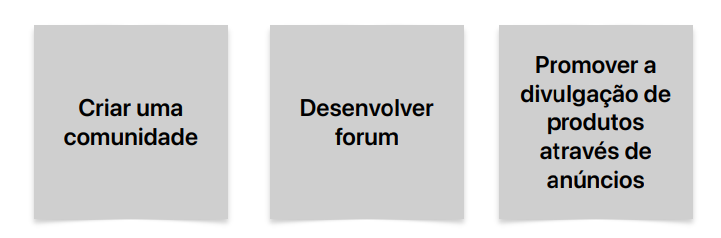 Criar uma
comunidade
Desenvolver
forum
Promover a
divulgação de
produtos
através de
anúncios